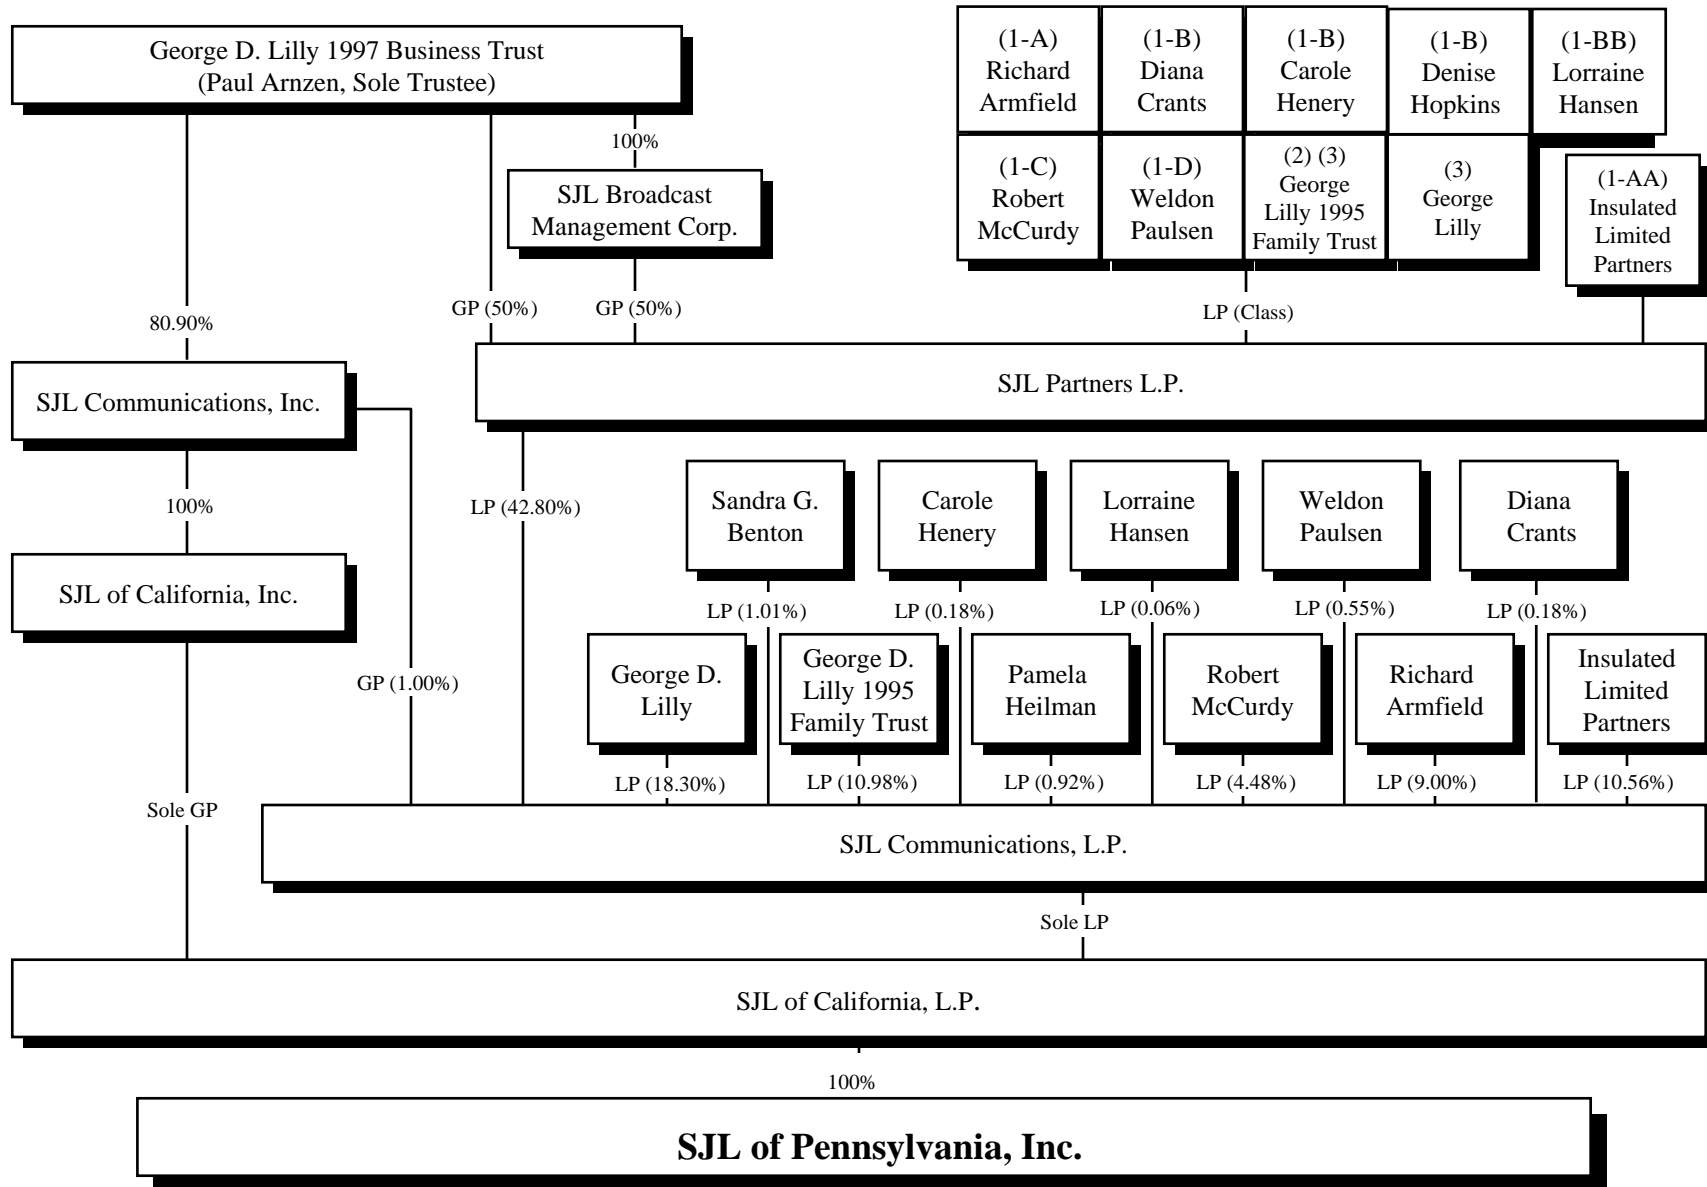 George D. Lilly 1997 Business Trust
(Paul Arnzen, Sole Trustee)
(1-A)
Richard
Armfield
(1-B)
Diana
Crants
(1-B)
Carole
Henery
(1-B)
Denise
Hopkins
(1-BB)
Lorraine
Hansen
(1-C)
Robert
McCurdy
(1-D)
Weldon
Paulsen
(2) (3)
George
Lilly 1995
Family Trust
(3)
George
Lilly
(1-AA)
Insulated
Limited
Partners
100%
SJL Broadcast
Management Corp.
80.90%
GP (50%)
GP (50%)
LP (Class)
SJL Communications, Inc.
SJL Partners L.P.
100%
LP (42.80%)
Sandra G.
Benton
Carole
Henery
Lorraine
Hansen
Weldon
Paulsen
Diana
Crants
SJL of California, Inc.
LP (1.01%)
LP (0.18%)
LP (0.06%)
LP (0.55%)
LP (0.18%)
GP (1.00%)
George D.
Lilly
George D.
Lilly 1995
Family Trust
Pamela
Heilman
Robert
McCurdy
Richard
Armfield
Insulated
Limited
Partners
LP (18.30%)
LP (10.98%)
LP (0.92%)
LP (4.48%)
LP (9.00%)
LP (10.56%)
Sole GP
SJL Communications, L.P.
Sole LP
SJL of California, L.P.
100%
SJL of Pennsylvania, Inc.